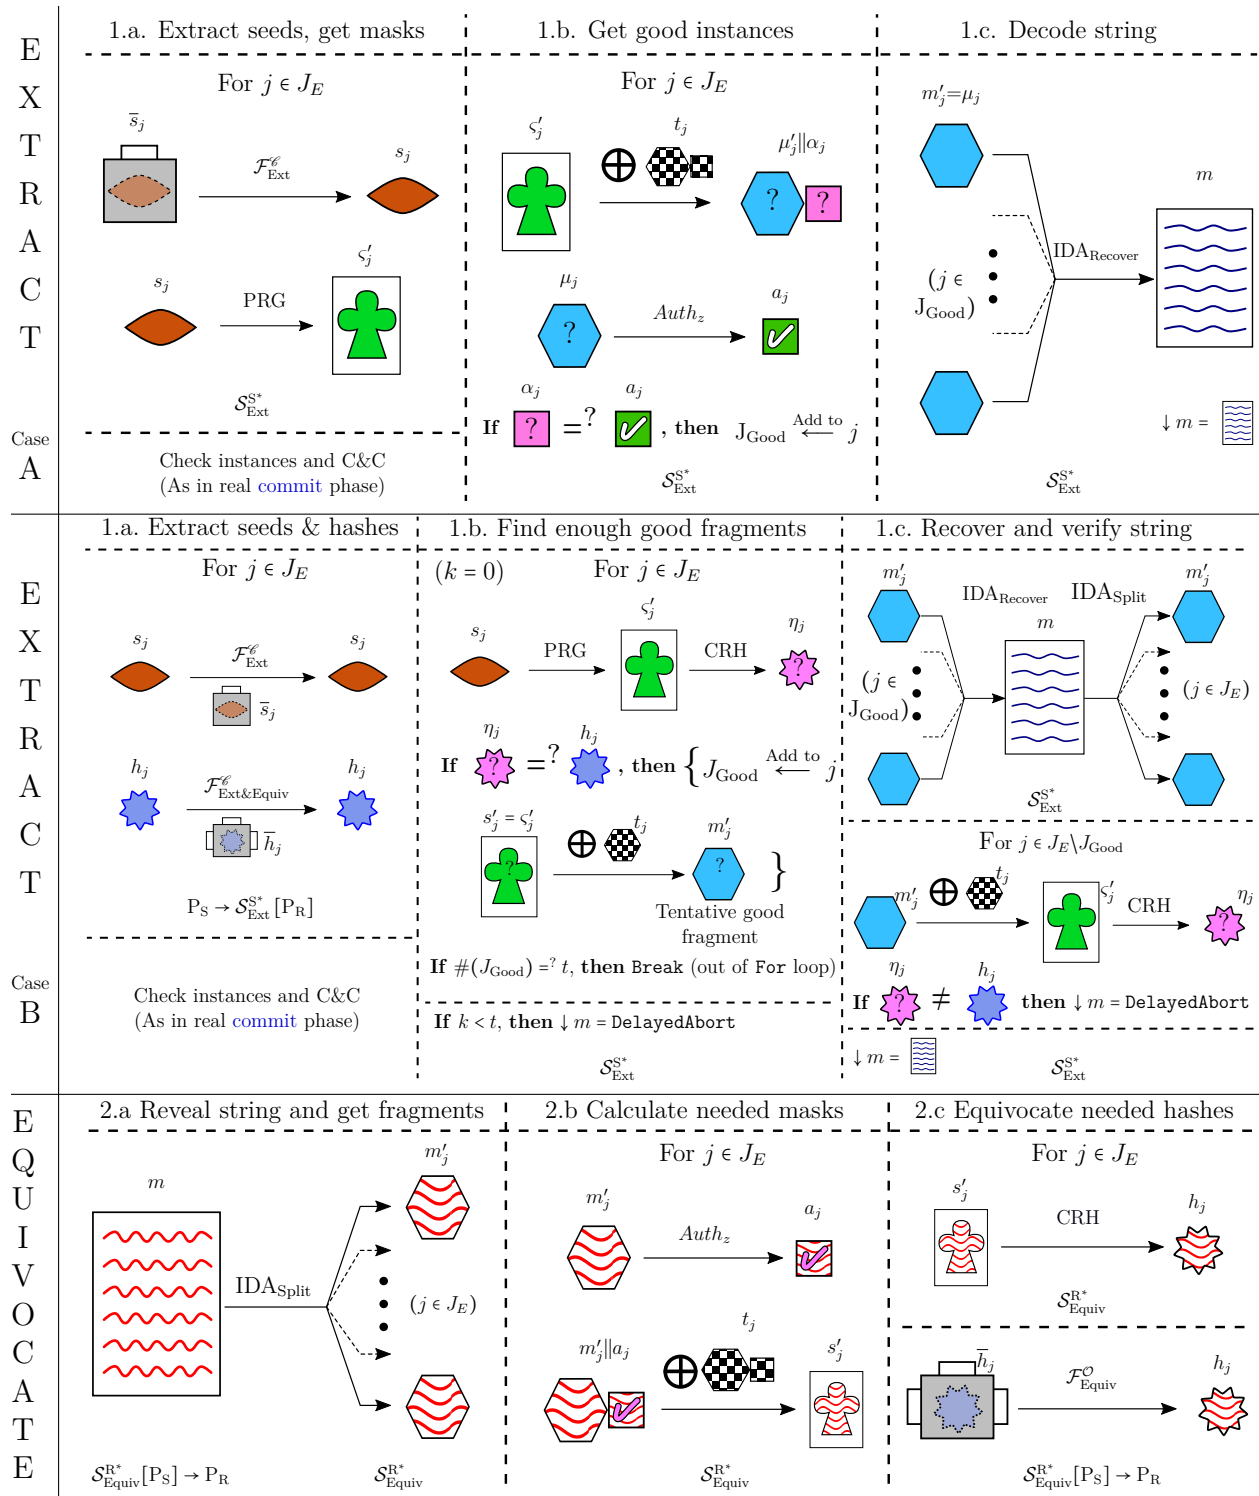 E
X
T
R
A
C
T
Case
A
1.a. Extract seeds, get masks
For j ∈ J_E
s̄_j
F^𝒞_Ext
s_j
s_j
PRG
ς′_j
S^{S*}_Ext
Check instances and C&C
(As in real commit phase)
1.b. Get good instances
For j ∈ J_E
ς′_j
⊕
t_j
μ′_j||α_j
? ?
μ_j
?
Auth_z
a_j
α_j a_j
If ? =? , then J_Good ⟵ Add to j
S^{S*}_Ext
1.c. Decode string
m′_j=μ_j
(j ∈
J_Good)
IDA_Recover
m
↓ m =
S^{S*}_Ext
E
X
T
R
A
C
T
Case
B
1.a. Extract seeds & hashes
For j ∈ J_E
s_j
F^𝒞_Ext
s_j
s̄_j
h_j
F^𝒞_Ext&Equiv
h_j
h̄_j
P_S → S^{S*}_Ext [P_R]
Check instances and C&C
(As in real commit phase)
1.b. Find enough good fragments
(k = 0) For j ∈ J_E
s_j
PRG
ς′_j
CRH
η_j
?
η_j h_j
If ? =? , then { J_Good ⟵ Add to j
s′_j = ς′_j
?
⊕
t_j
m′_j
?
}
Tentative good
fragment
If #(J_Good) =? t, then Break (out of For loop)
If k < t, then ↓ m = DelayedAbort
S^{S*}_Ext
1.c. Recover and verify string
m′_j
(j ∈
J_Good)
IDA_Recover
m
IDA_Split
m′_j
(j ∈ J_E)
S^{S*}_Ext
For j ∈ J_E\J_Good
m′_j
⊕
t_j
ς′_j
CRH
η_j
?
η_j h_j
If ? ≠ then ↓ m = DelayedAbort
↓ m =
S^{S*}_Ext
E
Q
U
I
V
O
C
A
T
E
2.a Reveal string and get fragments
m
IDA_Split
m′_j
(j ∈ J_E)
S^{R*}_Equiv[P_S] → P_R
S^{R*}_Equiv
2.b Calculate needed masks
For j ∈ J_E
m′_j
Auth_z
a_j
m′_j||a_j
⊕
t_j
s′_j
S^{R*}_Equiv
2.c Equivocate needed hashes
For j ∈ J_E
s′_j
CRH
h_j
S^{R*}_Equiv
h̄_j
F^𝒪_Equiv
h_j
S^{R*}_Equiv[P_S] → P_R